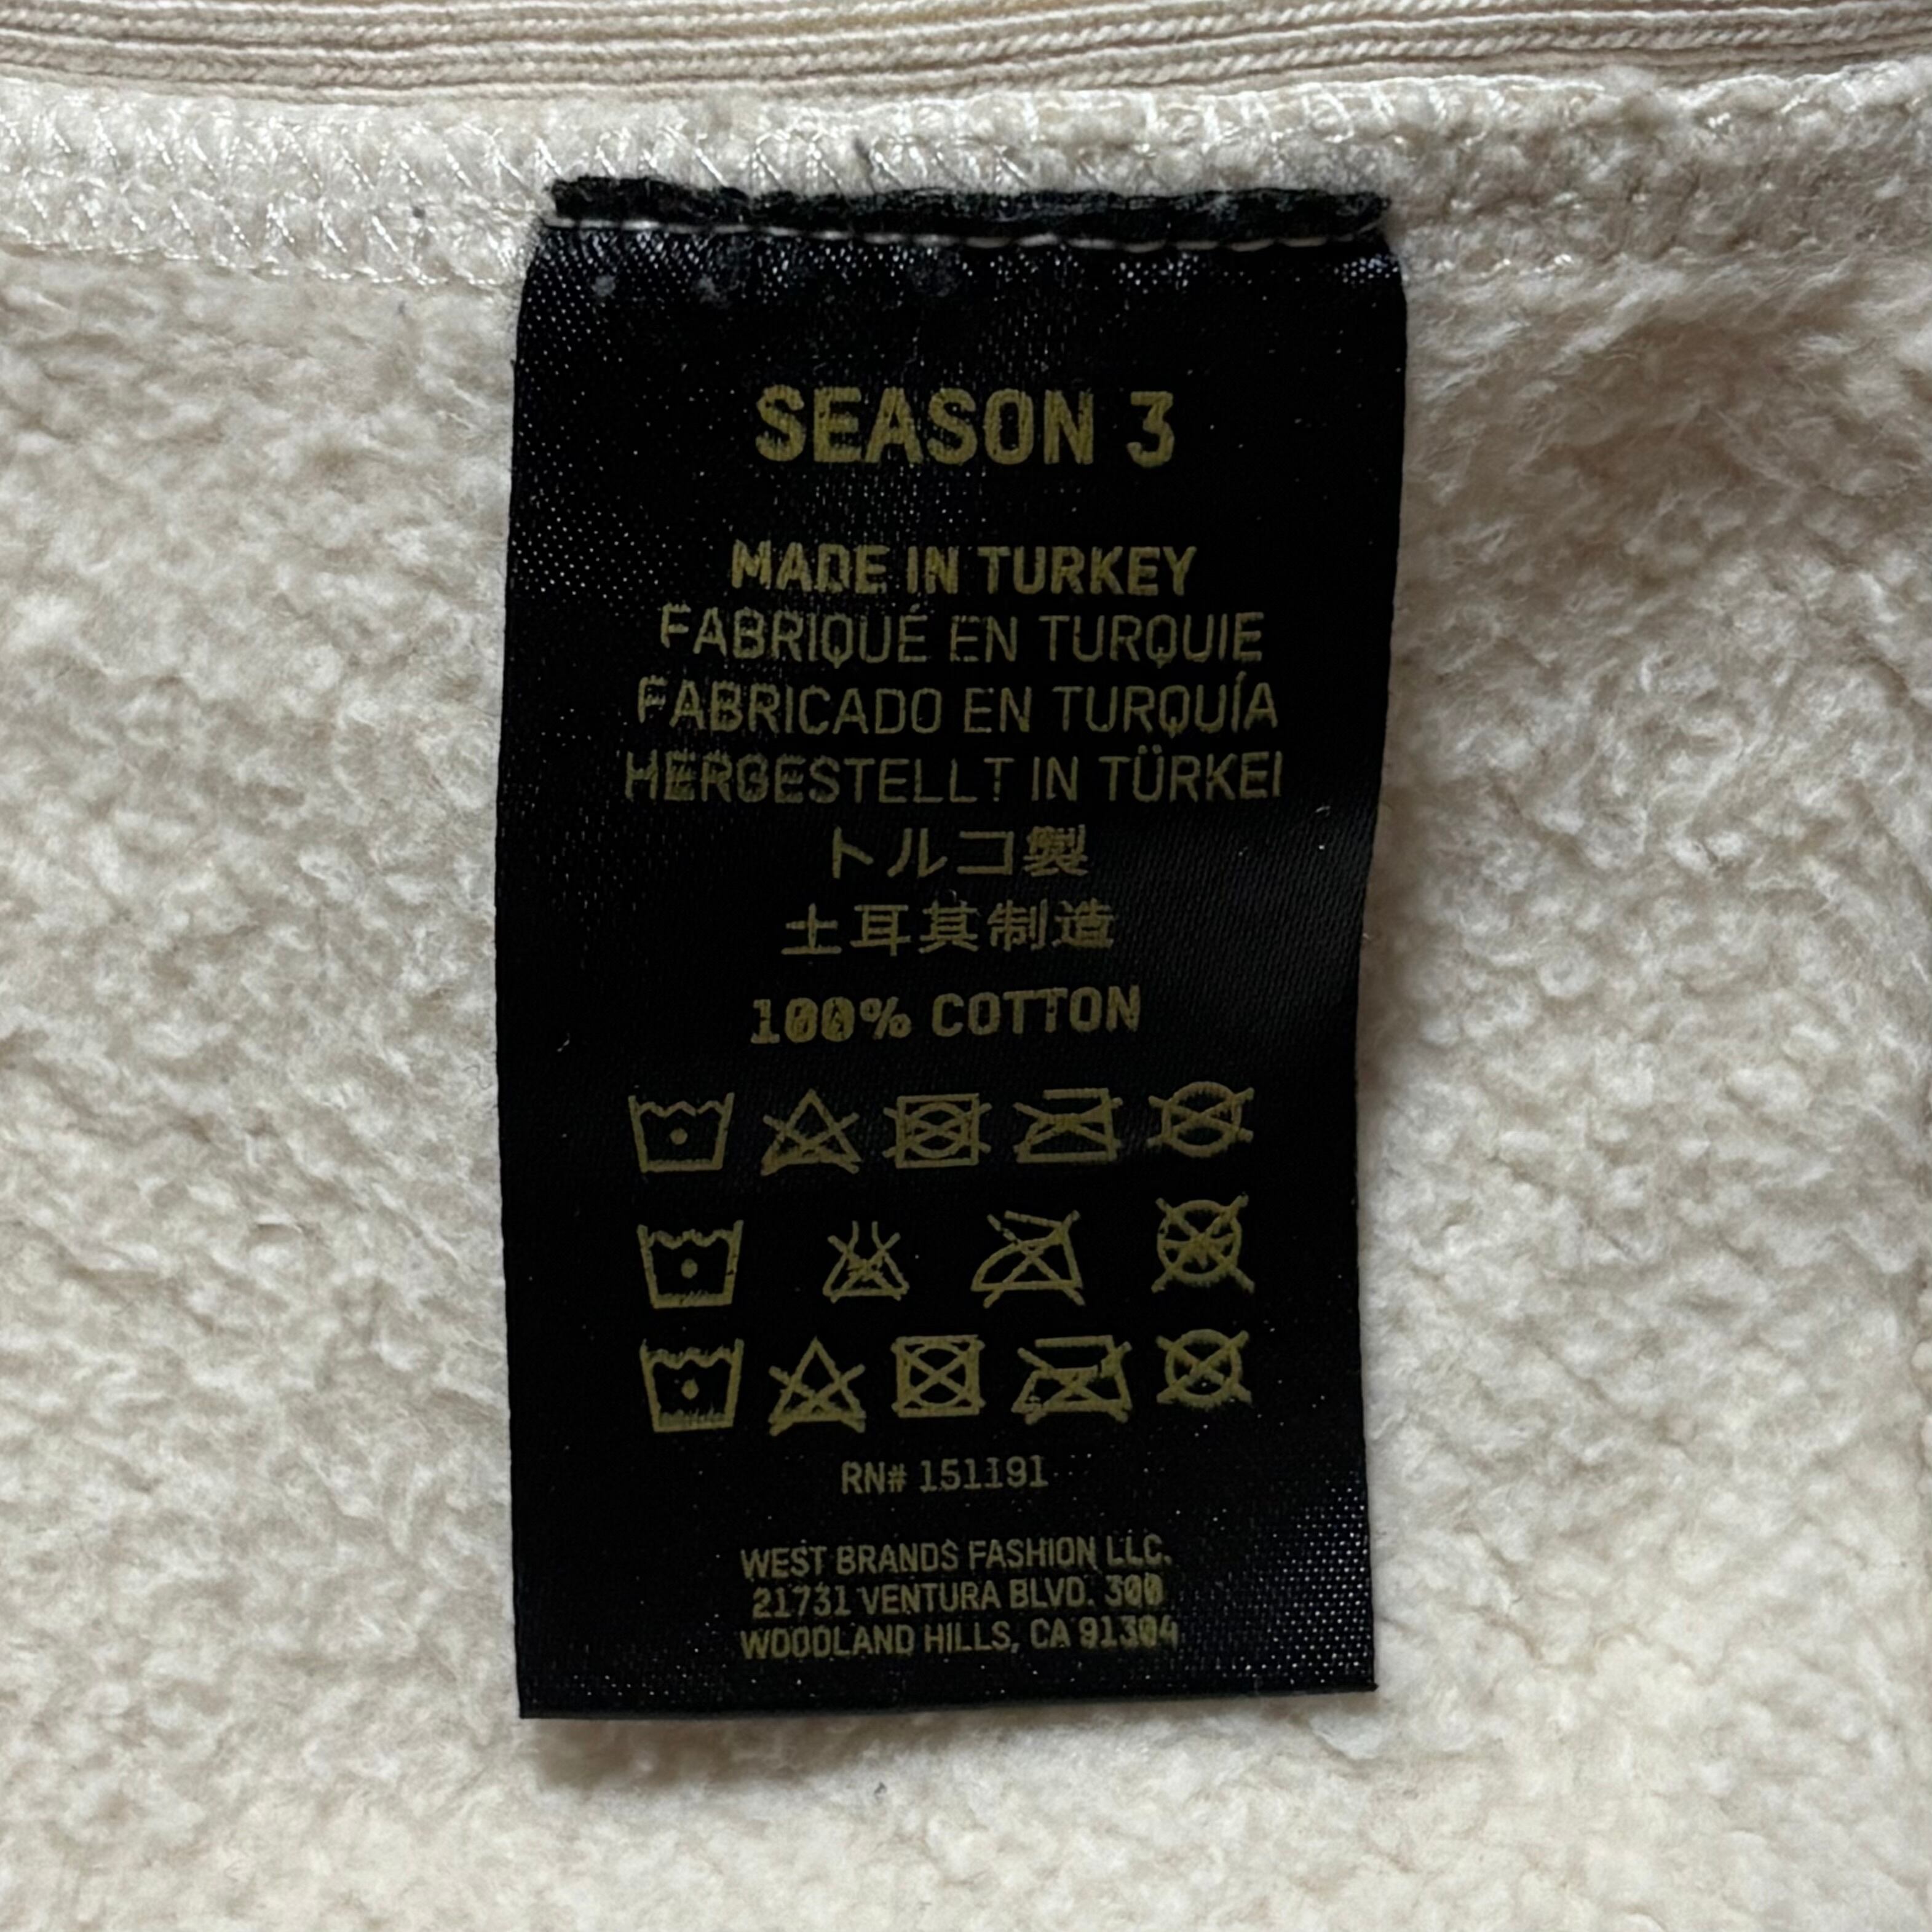 SEASON 3
MADE IN TURKEY
FABRIQUÉ EN TURQUIE
FABRICADO EN TURQUÍA
HERGESTELLT IN TÜRKEI
トルコ製
土耳其制造
100% COTTON
RN# 151191
WEST BRANDS FASHION LLC.
21731 VENTURA BLVD. 300
WOODLAND HILLS, CA 91304